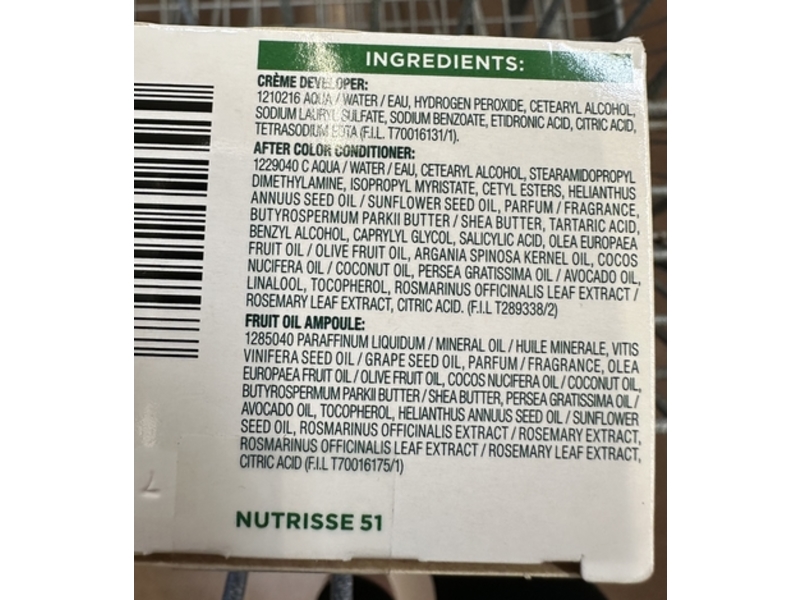 INGREDIENTS:
CRÈME DEVELOPER:
1210216 AQUA / WATER / EAU, HYDROGEN PEROXIDE, CETEARYL ALCOHOL,
SODIUM LAURYL SULFATE, SODIUM BENZOATE, ETIDRONIC ACID, CITRIC ACID,
TETRASODIUM EDTA (F.I.L. T70016131/1).
AFTER COLOR CONDITIONER:
1229040 C AQUA / WATER / EAU, CETEARYL ALCOHOL, STEARAMIDOPROPYL
DIMETHYLAMINE, ISOPROPYL MYRISTATE, CETYL ESTERS, HELIANTHUS
ANNUUS SEED OIL / SUNFLOWER SEED OIL, PARFUM / FRAGRANCE,
BUTYROSPERMUM PARKII BUTTER / SHEA BUTTER, TARTARIC ACID,
BENZYL ALCOHOL, CAPRYLYL GLYCOL, SALICYLIC ACID, OLEA EUROPAEA
FRUIT OIL / OLIVE FRUIT OIL, ARGANIA SPINOSA KERNEL OIL, COCOS
NUCIFERA OIL / COCONUT OIL, PERSEA GRATISSIMA OIL / AVOCADO OIL,
LINALOOL, TOCOPHEROL, ROSMARINUS OFFICINALIS LEAF EXTRACT /
ROSEMARY LEAF EXTRACT, CITRIC ACID. (F.I.L T289338/2)
FRUIT OIL AMPOULE:
1285040 PARAFFINUM LIQUIDUM / MINERAL OIL / HUILE MINERALE, VITIS
VINIFERA SEED OIL / GRAPE SEED OIL, PARFUM / FRAGRANCE, OLEA
EUROPAEA FRUIT OIL / OLIVE FRUIT OIL, COCOS NUCIFERA OIL / COCONUT OIL,
BUTYROSPERMUM PARKII BUTTER / SHEA BUTTER, PERSEA GRATISSIMA OIL /
AVOCADO OIL, TOCOPHEROL, HELIANTHUS ANNUUS SEED OIL / SUNFLOWER
SEED OIL, ROSMARINUS OFFICINALIS EXTRACT / ROSEMARY EXTRACT,
ROSMARINUS OFFICINALIS LEAF EXTRACT / ROSEMARY LEAF EXTRACT,
CITRIC ACID (F.I.L T70016175/1)
NUTRISSE 51